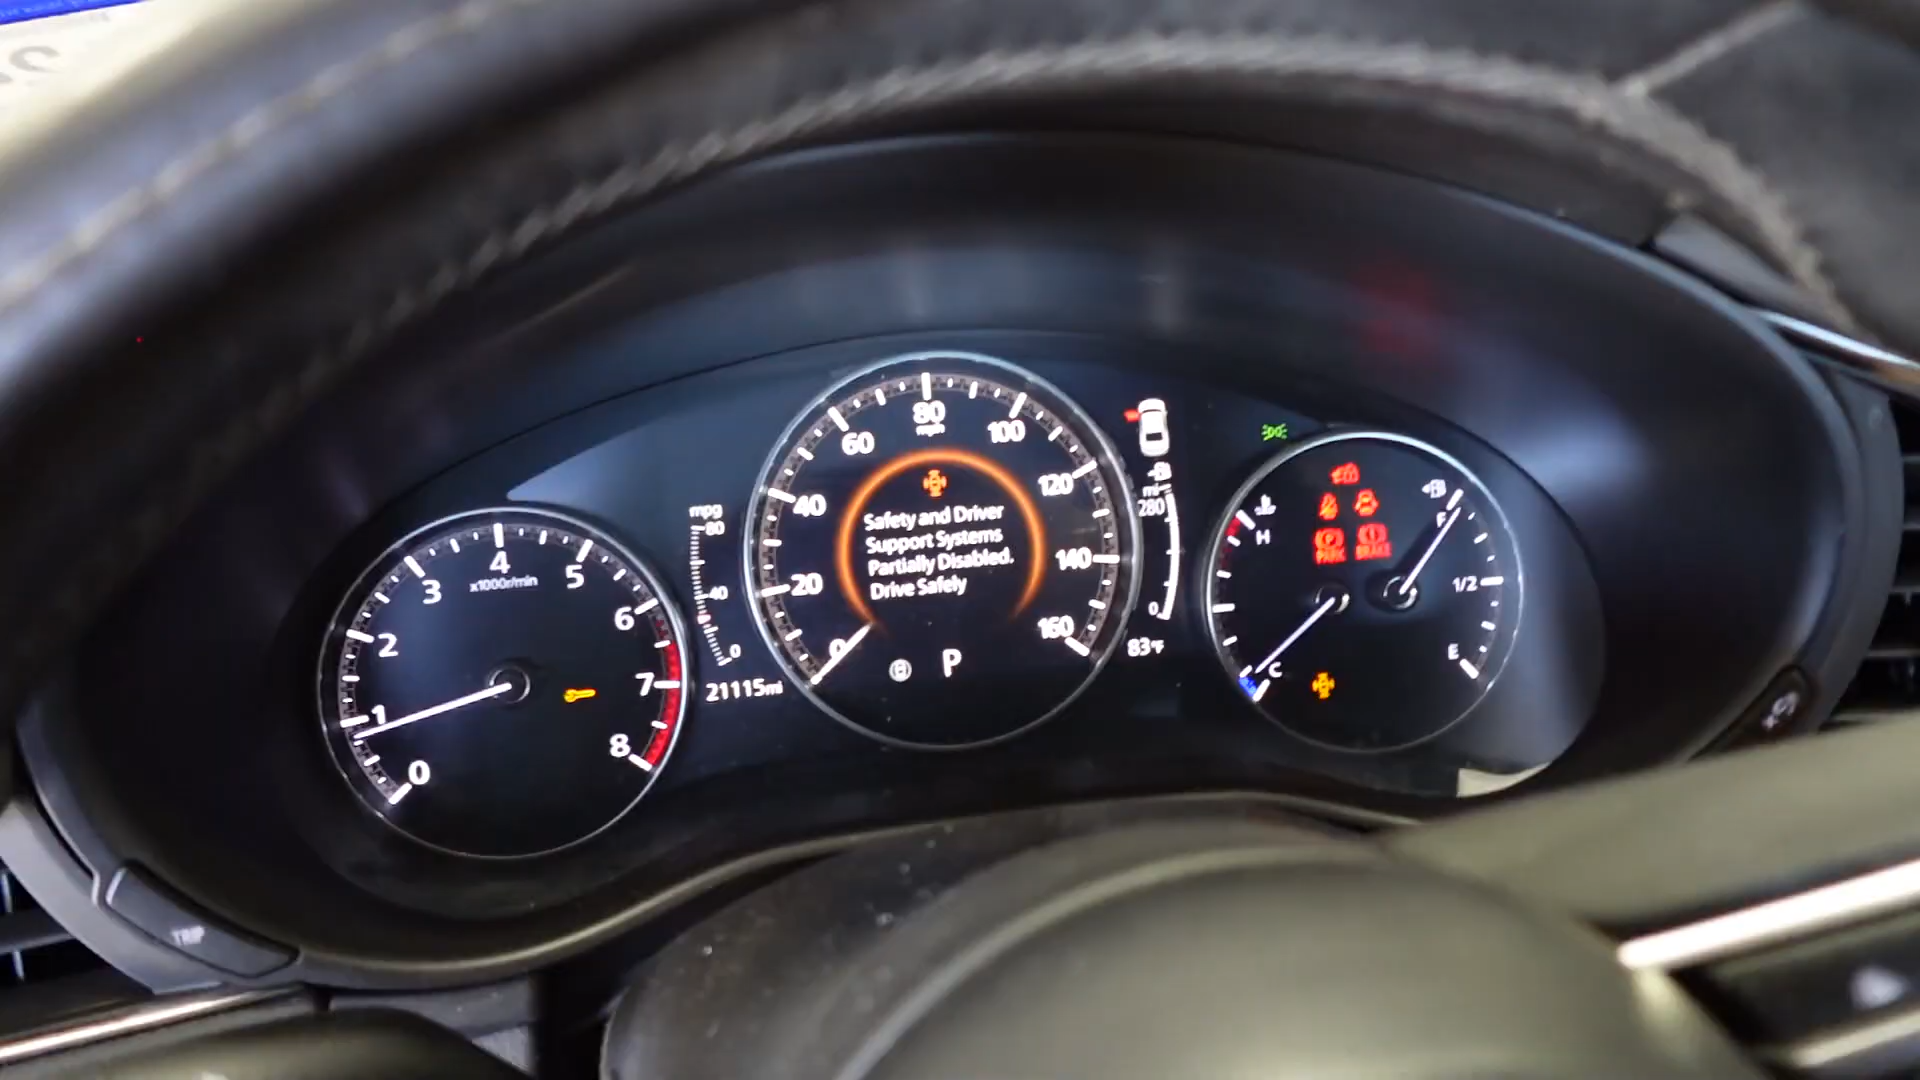 80
60
mph
100
40
120
20
140
0
160
Safety and Driver
Support Systems
Partially Disabled.
Drive Safely
P
4
x1000r/min
3
5
2
6
1
7
0
8
mpg
80
40
0
21115mi
mi
280
0
83°F
H
C
F
1/2
E
P
PARK
BRAKE
TRIP